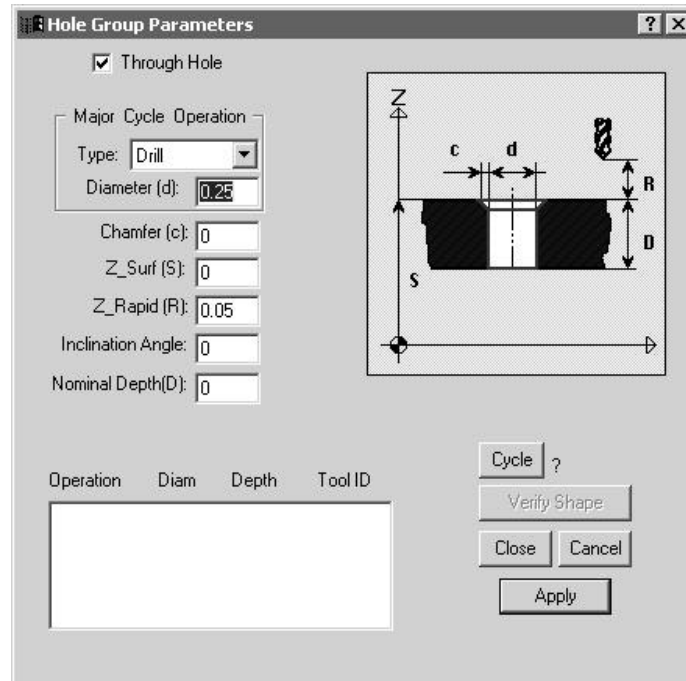 Hole Group Parameters
Through Hole
Major Cycle Operation
Type: Drill
Diameter (d): 0.25
Chamfer (c): 0
Z_Surf (S): 0
Z_Rapid (R): 0.05
Inclination Angle: 0
Nominal Depth(D): 0
Z
c d
R
D
S
Operation Diam Depth Tool ID
Cycle ?
Verify Shape
Close Cancel
Apply